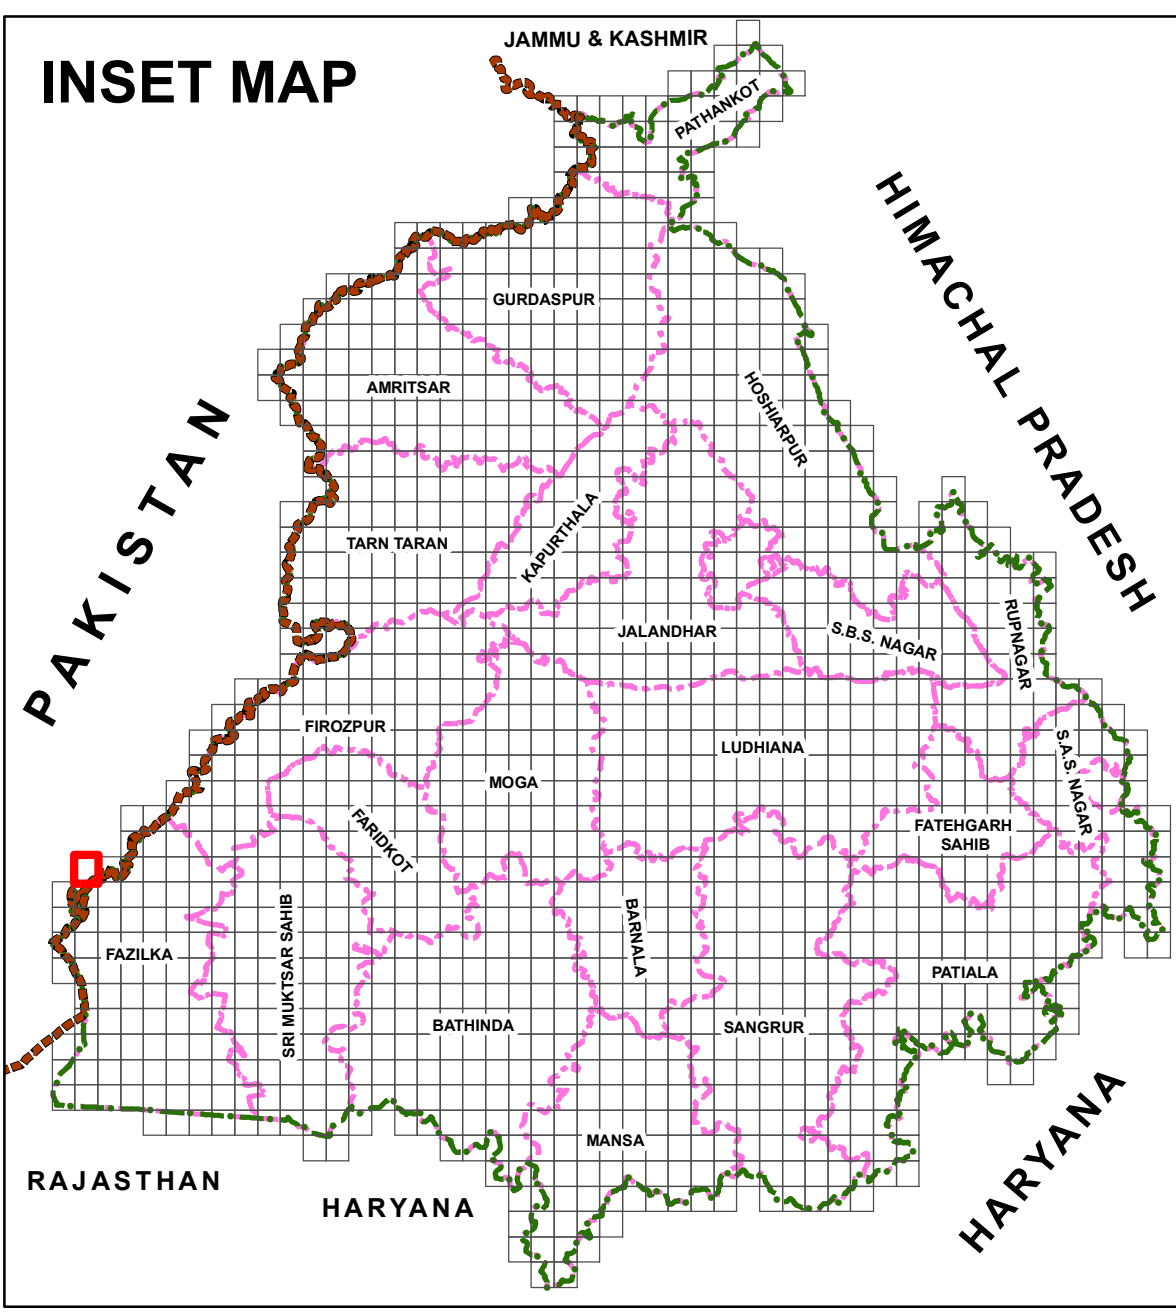 JAMMU & KASHMIR
INSET MAP
PATHANKOT
HIMACHAL PRADESH
GURDASPUR
AMRITSAR
HOSHIARPUR
PAKISTAN
KAPURTHALA
TARN TARAN
JALANDHAR
S.B.S. NAGAR
RUPNAGAR
FIROZPUR
LUDHIANA
S.A.S. NAGAR
MOGA
FARIDKOT
FATEHGARH
SAHIB
SRI MUKTSAR SAHIB
BARNALA
FAZILKA
PATIALA
BATHINDA
SANGRUR
MANSA
RAJASTHAN
HARYANA
HARYANA